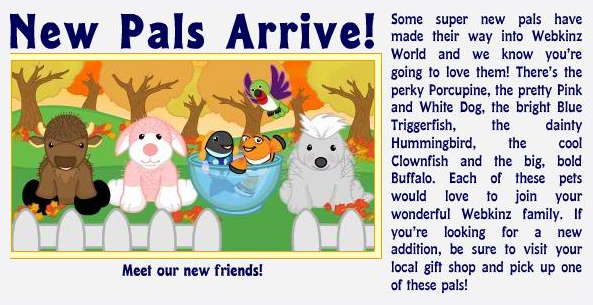 New Pals Arrive!
Meet our new friends!
Some super new pals have
made their way into Webkinz
World and we know you're
going to love them! There's the
perky Porcupine, the pretty Pink
and White Dog, the bright Blue
Triggerfish, the dainty
Hummingbird, the cool
Clownfish and the big, bold
Buffalo. Each of these pets
would love to join your
wonderful Webkinz family. If
you're looking for a new
addition, be sure to visit your
local gift shop and pick up one
of these pals!